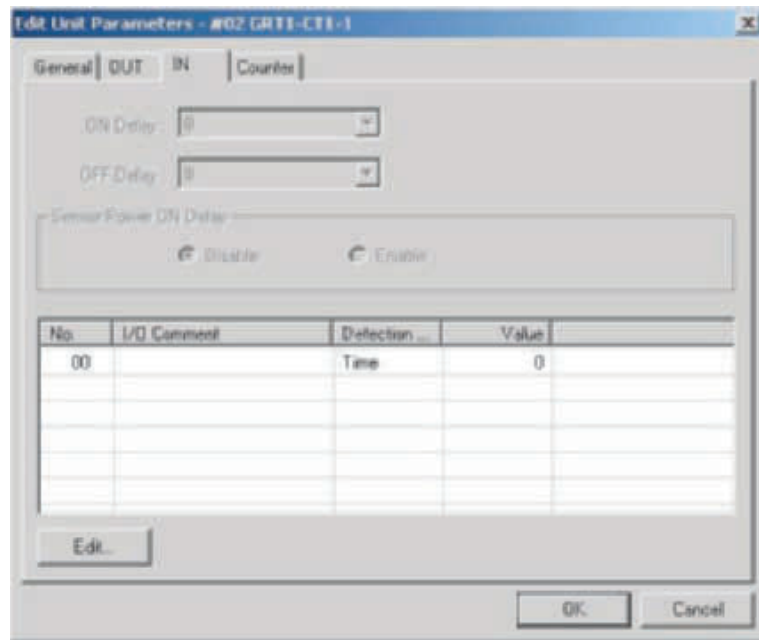 Edit Unit Parameters - #02 GRT1-CT1-1
General OUT IN Counter
ON Delay: 0
OFF Delay: 0
Sensor Power ON Delay
Disable Enable
No. I/O Comment Detection ... Value
00 Time 0
Edit...
OK Cancel